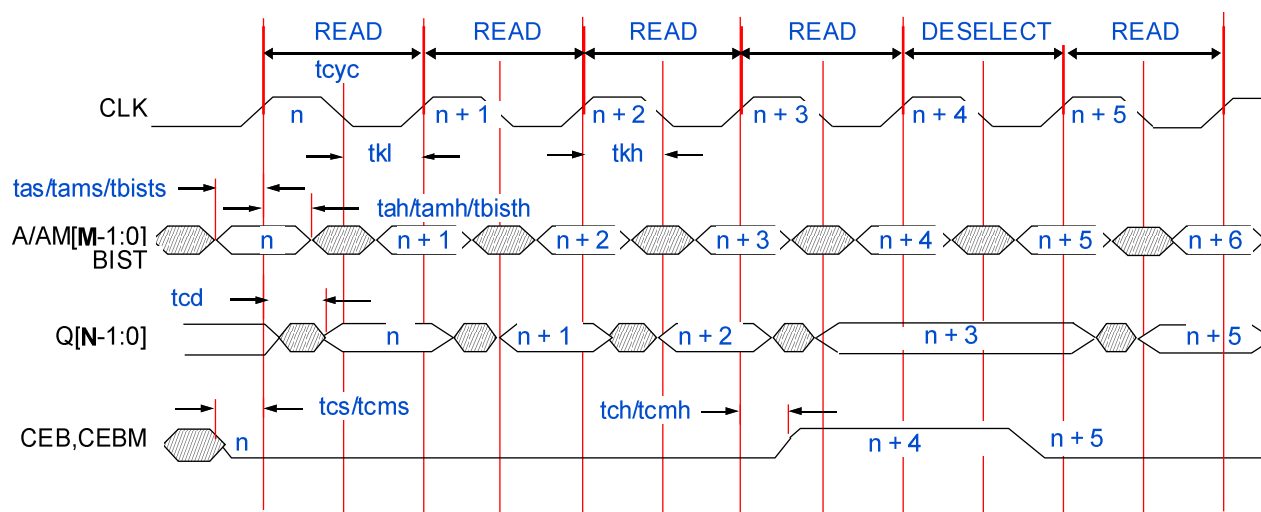 READ READ READ READ DESELECT READ
tcyc
CLK n n + 1 n + 2 n + 3 n + 4 n + 5
tkl tkh
tas/tams/tbists
tah/tamh/tbisth
A/AM[M-1:0] n n + 1 n + 2 n + 3 n + 4 n + 5 n + 6
BIST
tcd
Q[N-1:0] n n + 1 n + 2 n + 3 n + 5
tcs/tcms tch/tcmh
CEB,CEBM n n + 4 n + 5